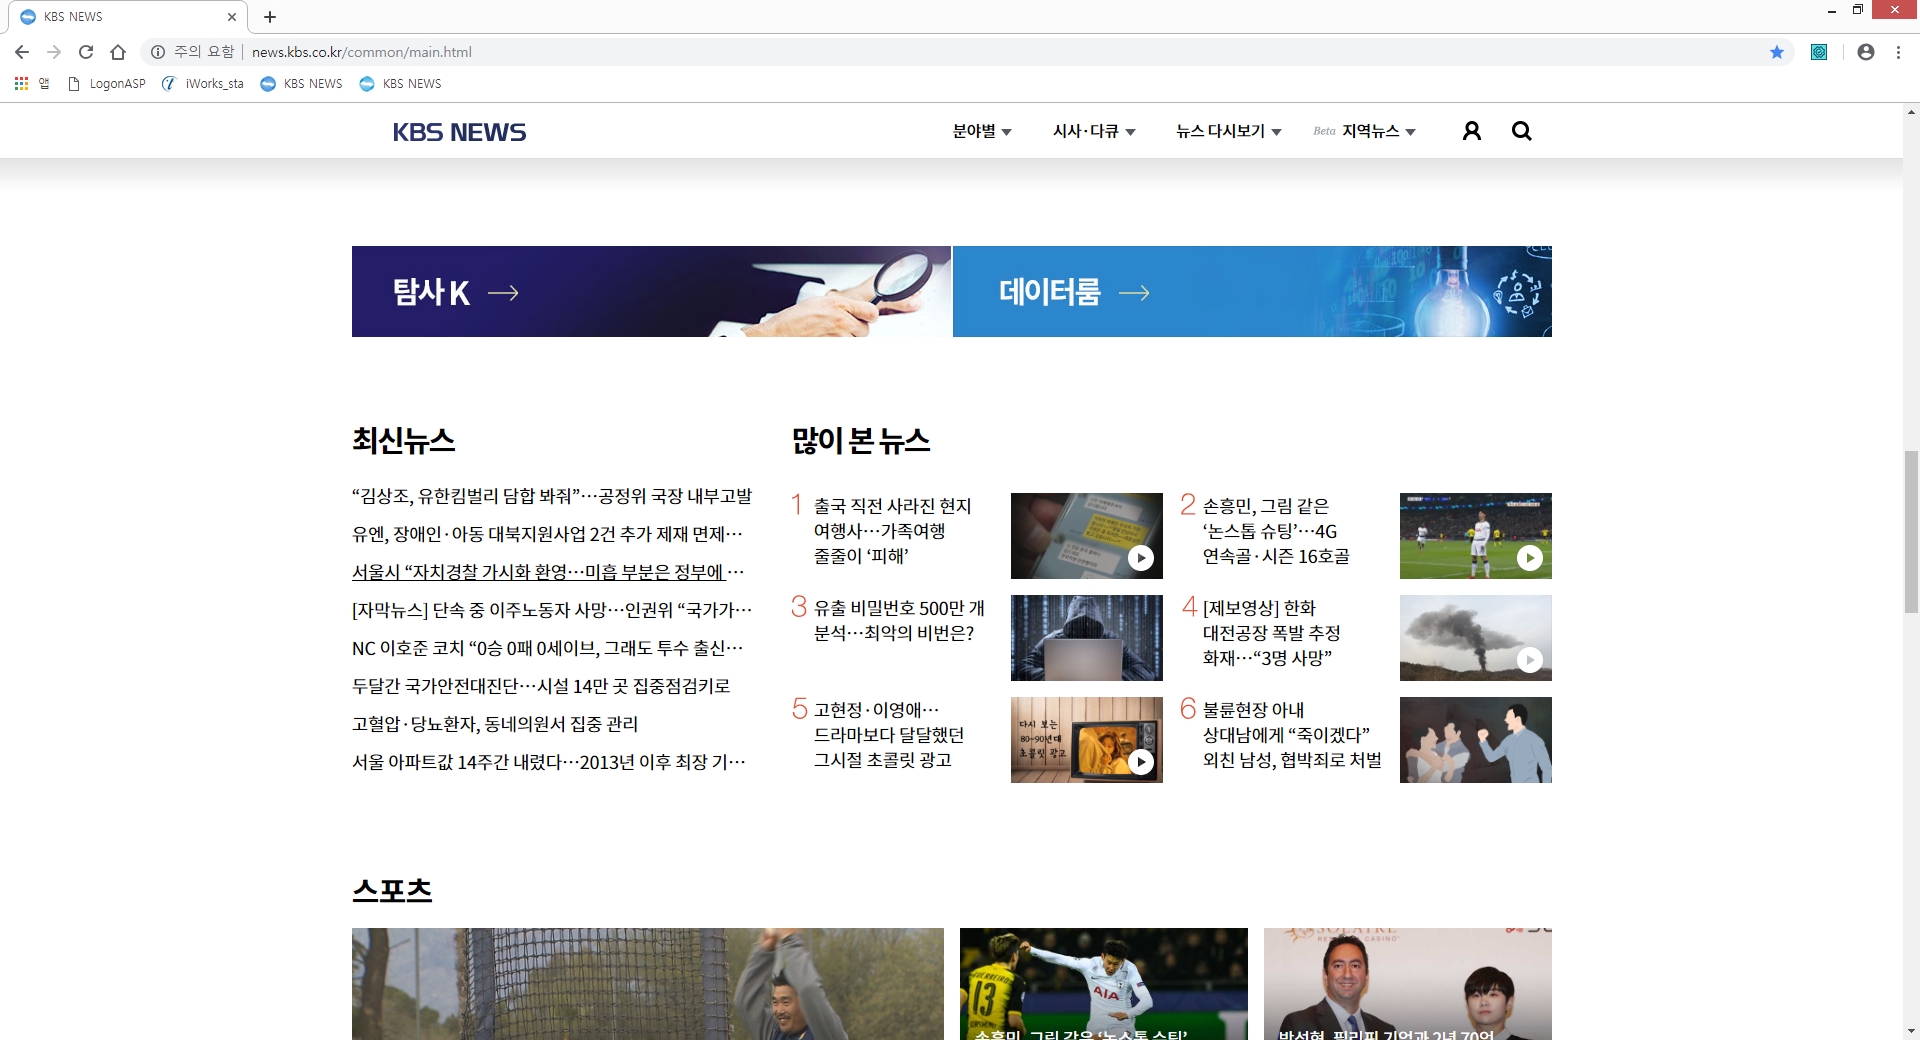 KBS NEWS
주의 요함
news.kbs.co.kr/common/main.html
앱
LogonASP
iWorks_sta
KBS NEWS
KBS NEWS
KBS NEWS
분야별
시사·다큐
뉴스 다시보기
Beta 지역뉴스
탐사 K
데이터룸
최신뉴스
“김상조, 유한킴벌리 담합 봐줘”…공정위 국장 내부고발
유엔, 장애인·아동 대북지원사업 2건 추가 제재 면제…
서울시 “자치경찰 가시화 환영…미흡 부분은 정부에 …
[자막뉴스] 단속 중 이주노동자 사망…인권위 “국가가…
NC 이호준 코치 “0승 0패 0세이브, 그래도 투수 출신…
두달간 국가안전대진단…시설 14만 곳 집중점검키로
고혈압·당뇨환자, 동네의원서 집중 관리
서울 아파트값 14주간 내렸다…2013년 이후 최장 기…
많이 본 뉴스
1 출국 직전 사라진 현지
여행사…가족여행
줄줄이 ‘피해’
2 손흥민, 그림 같은
‘논스톱 슈팅’…4G
연속골·시즌 16호골
3 유출 비밀번호 500만 개
분석…최악의 비번은?
4 [제보영상] 한화
대전공장 폭발 추정
화재…“3명 사망”
5 고현정·이영애…
드라마보다 달달했던
그시절 초콜릿 광고
다시 보는
80~90년대
초콜릿 광고
6 불륜현장 아내
상대남에게 “죽이겠다”
외친 남성, 협박죄로 처벌
스포츠
GUERREIRO
13
AIA
손흥민, 그림 같은 ‘논스톱 슈팅’
SOLAIRE
박성현, 필리핀 기업과 2년 70억